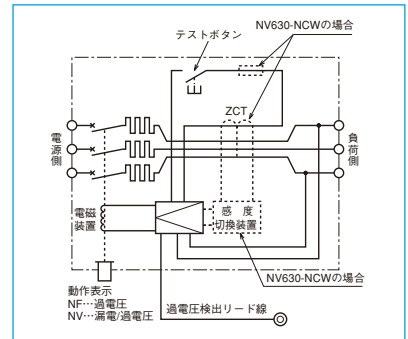 NV630-NCWの場合
テストボタン
ZCT
電源側
負荷側
電磁
装置
感度
切換装置
NV630-NCWの場合
動作表示
NF…過電圧
NV…漏電/過電圧
過電圧検出リード線